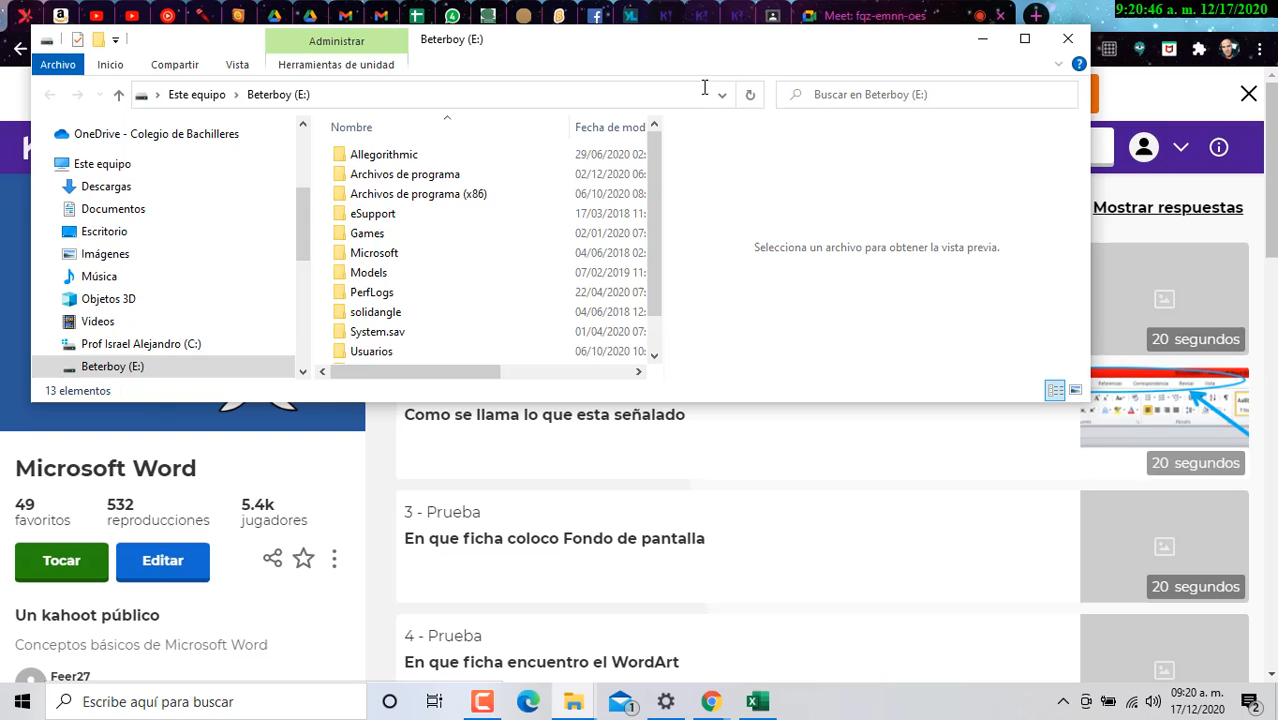 9:20:46 a. m. 12/17/2020
Meet: fqz-emnn-oes
Administrar
Beterboy (E:)
Archivo
Inicio
Compartir
Vista
Herramientas de unidad
Este equipo > Beterboy (E:)
Buscar en Beterboy (E:)
OneDrive - Colegio de Bachilleres
Este equipo
Descargas
Documentos
Escritorio
Imágenes
Música
Objetos 3D
Videos
Prof Israel Alejandro (C:)
Beterboy (E:)
Nombre
Fecha de mod
Allegorithmic 29/06/2020 02:
Archivos de programa 02/12/2020 06:
Archivos de programa (x86) 06/10/2020 08:
eSupport 17/03/2018 11:
Games 02/01/2020 07:
Microsoft 04/06/2018 02:
Models 07/02/2019 11:
PerfLogs 22/04/2020 07:
solidangle 04/06/2018 12:
System.sav 01/04/2020 07:
Usuarios 06/10/2020 10:
Selecciona un archivo para obtener la vista previa.
13 elementos
Mostrar respuestas
20 segundos
Como se llama lo que esta señalado
Referencias Correspondencia Revisar Vista
20 segundos
Microsoft Word
49 favoritos
532 reproducciones
5.4k jugadores
Tocar
Editar
Un kahoot público
Conceptos básicos de Microsoft Word
Feer27
3 - Prueba
En que ficha coloco Fondo de pantalla
20 segundos
4 - Prueba
En que ficha encuentro el WordArt
Escribe aquí para buscar
1
09:20 a. m.
17/12/2020
2